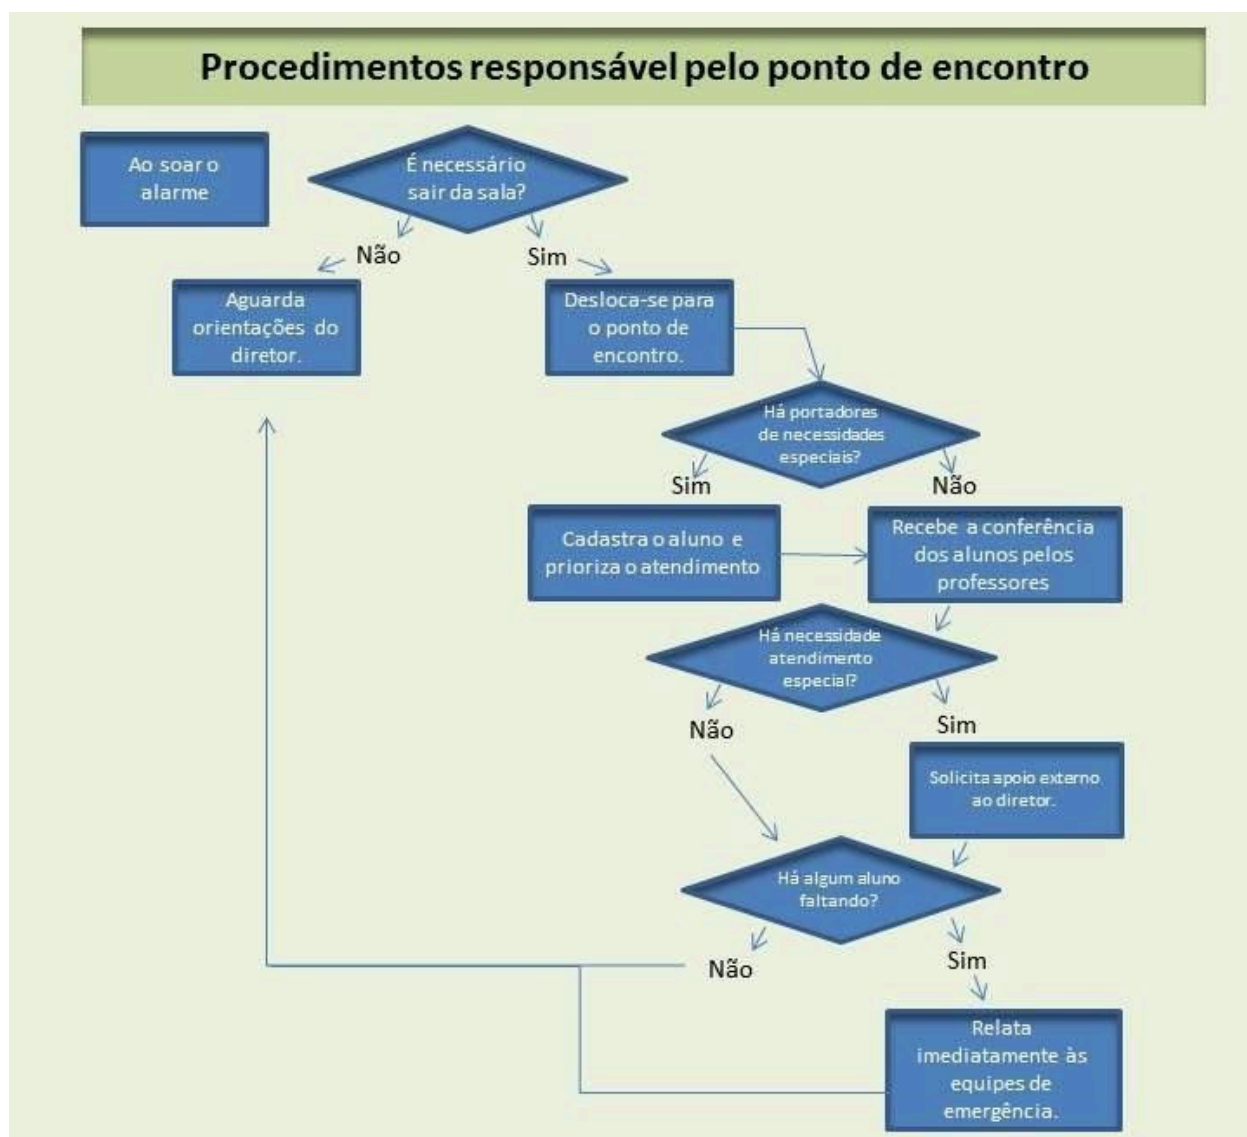 Procedimentos responsável pelo ponto de encontro
Ao soar o
alarme
É necessário
sair da sala?
Não
Sim
Aguarda
orientações do
diretor.
Desloca-se para
o ponto de
encontro.
Há portadores
de necessidades
especiais?
Sim
Não
Cadastra o aluno e
prioriza o atendimento
Recebe a conferência
dos alunos pelos
professores
Há necessidade
atendimento
especial?
Não
Sim
Solicita apoio externo
ao diretor.
Há algum aluno
faltando?
Não
Sim
Relata
imediatamente às
equipes de
emergência.